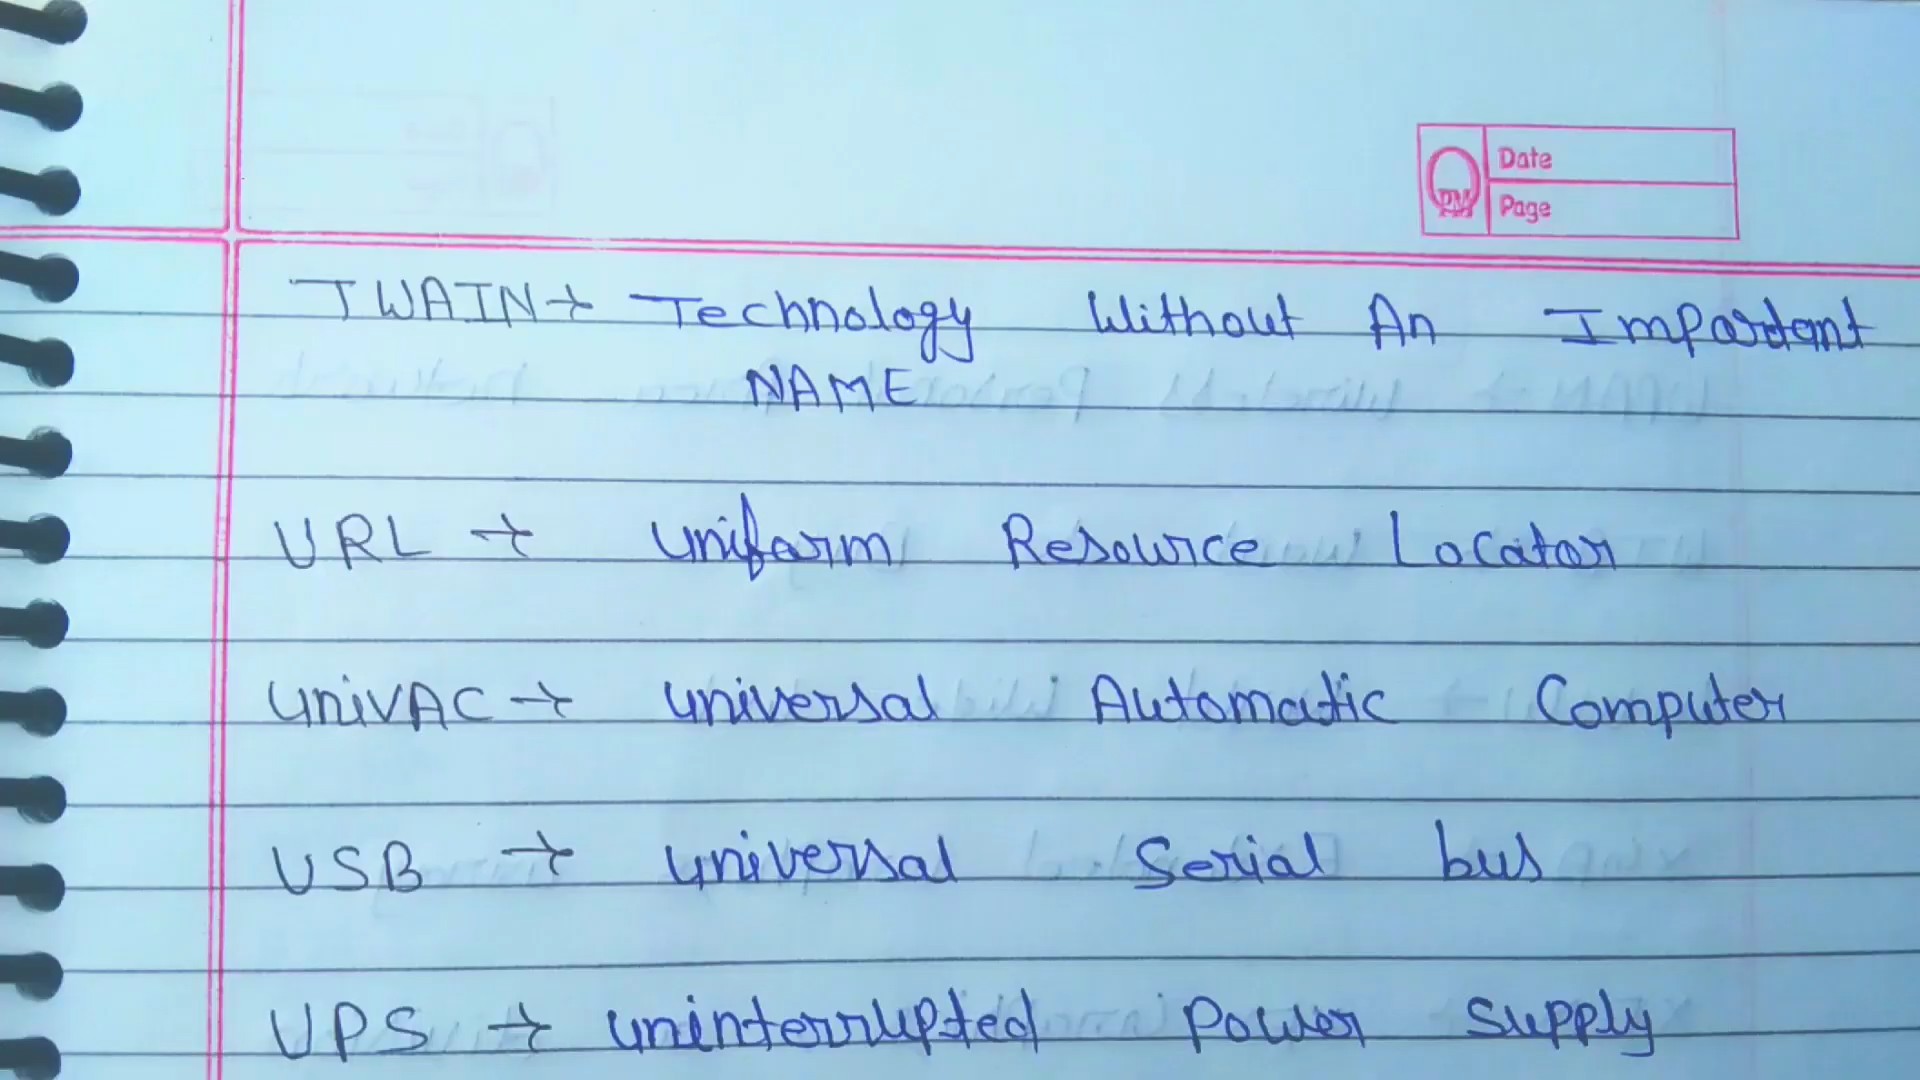 Date
Page
TWAIN → Technology Without An Impartant
NAME
URL → uniform Resource Locator
UniVAC → universal Automatic Computer
USB → universal Serial bus
UPS → uninterrupted Power Supply